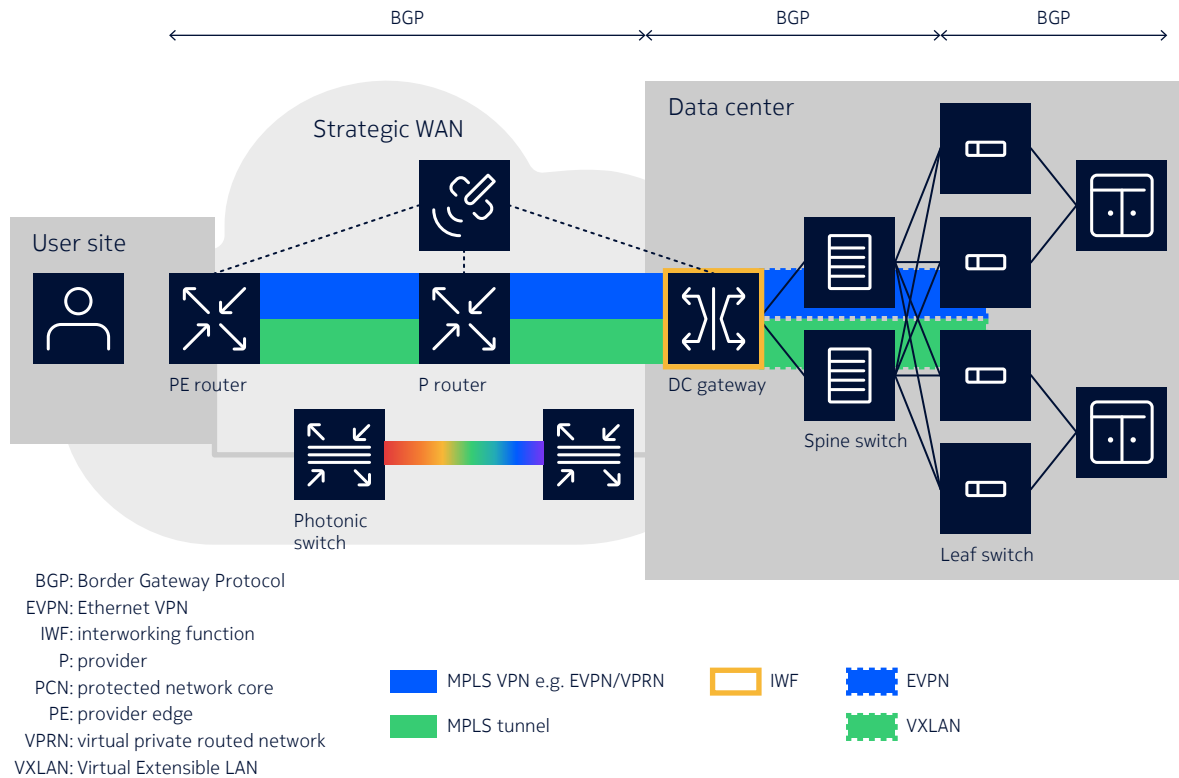 BGP
BGP
BGP
Strategic WAN
Data center
User site
PE router
P router
DC gateway
Spine switch
Photonic
switch
Leaf switch
BGP: Border Gateway Protocol
EVPN: Ethernet VPN
IWF: interworking function
P: provider
PCN: protected network core
PE: provider edge
VPRN: virtual private routed network
VXLAN: Virtual Extensible LAN
MPLS VPN e.g. EVPN/VPRN
IWF
EVPN
MPLS tunnel
VXLAN